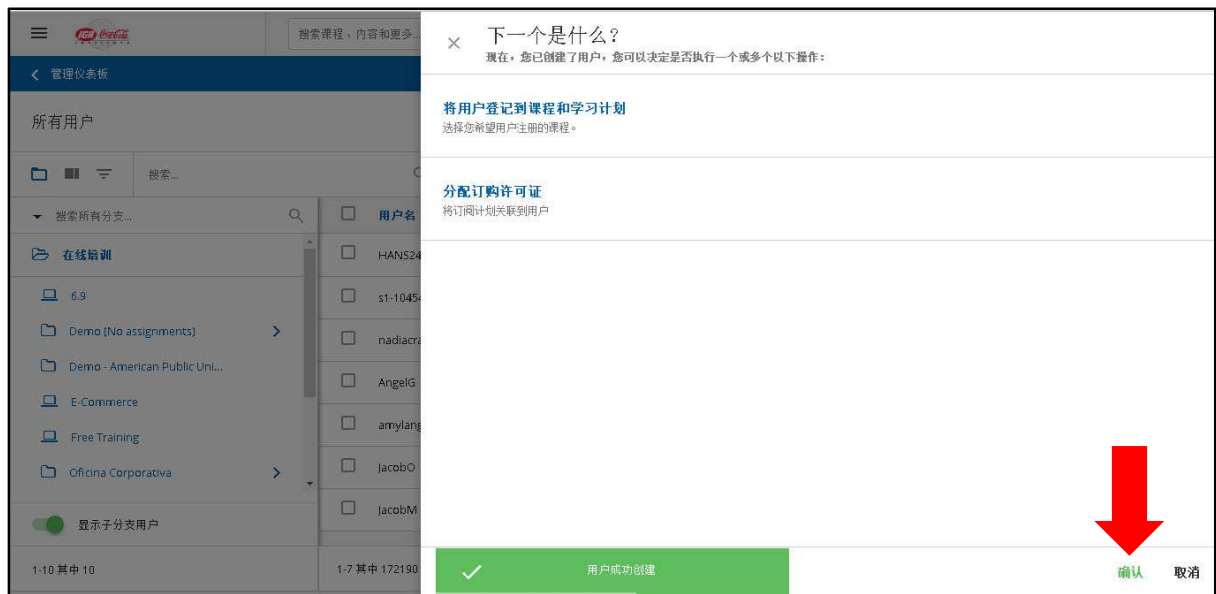 IGA Coca-Cola
搜索课程、内容和更多...
管理仪表板
所有用户
搜索...
搜索所有分支...
用户名
在线培训
HANS24
6.9
s1-1045
Demo (No assignments)
nadiacra
Demo - American Public Uni...
AngelG
E-Commerce
amylang
Free Training
JacobO
Oficina Corporativa
JacobM
显示子分支用户
1-10 其中 10
1-7 其中 172190
下一个是什么?
现在，您已创建了用户，您可以决定是否执行一个或多个以下操作：
将用户登记到课程和学习计划
选择您希望用户注册的课程。
分配订购许可证
将订阅计划关联到用户
用户成功创建
确认
取消